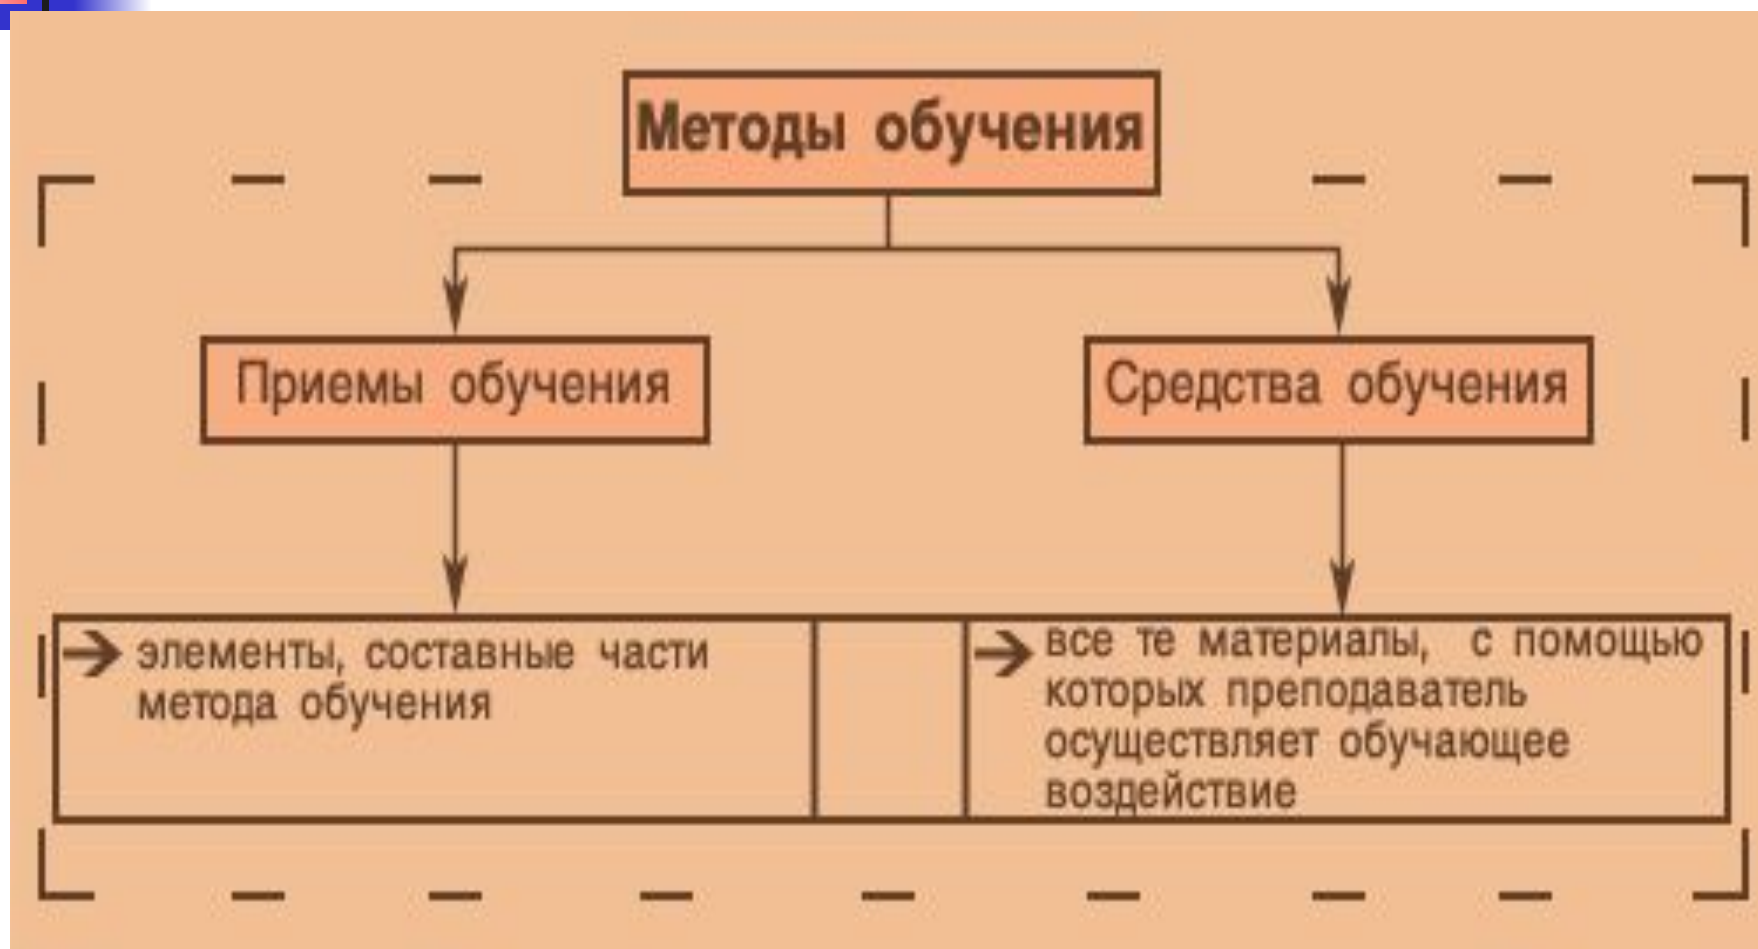 Методы обучения
Приемы обучения
Средства обучения
элементы, составные части
метода обучения
все те материалы, с помощью
которых преподаватель
осуществляет обучающее
воздействие